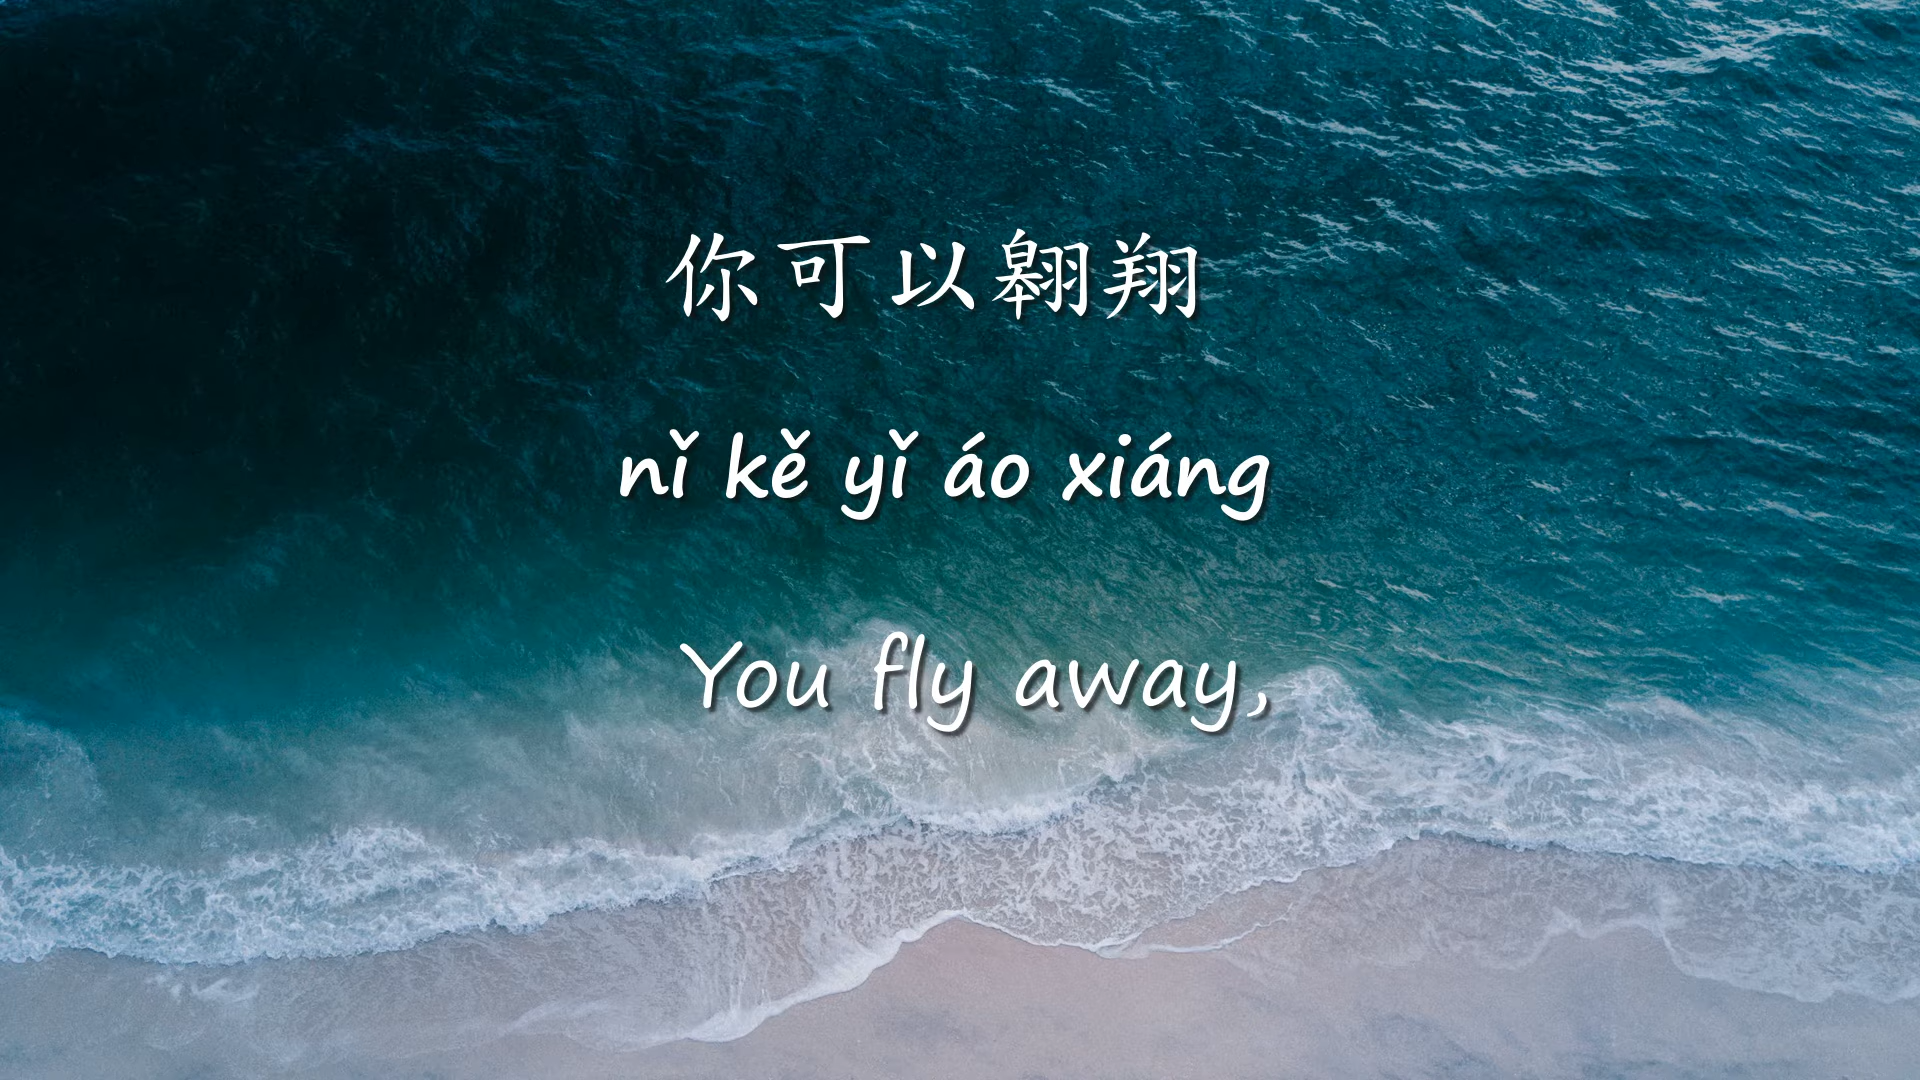 你可以翱翔
nǐ kě yǐ áo xiáng
You fly away,